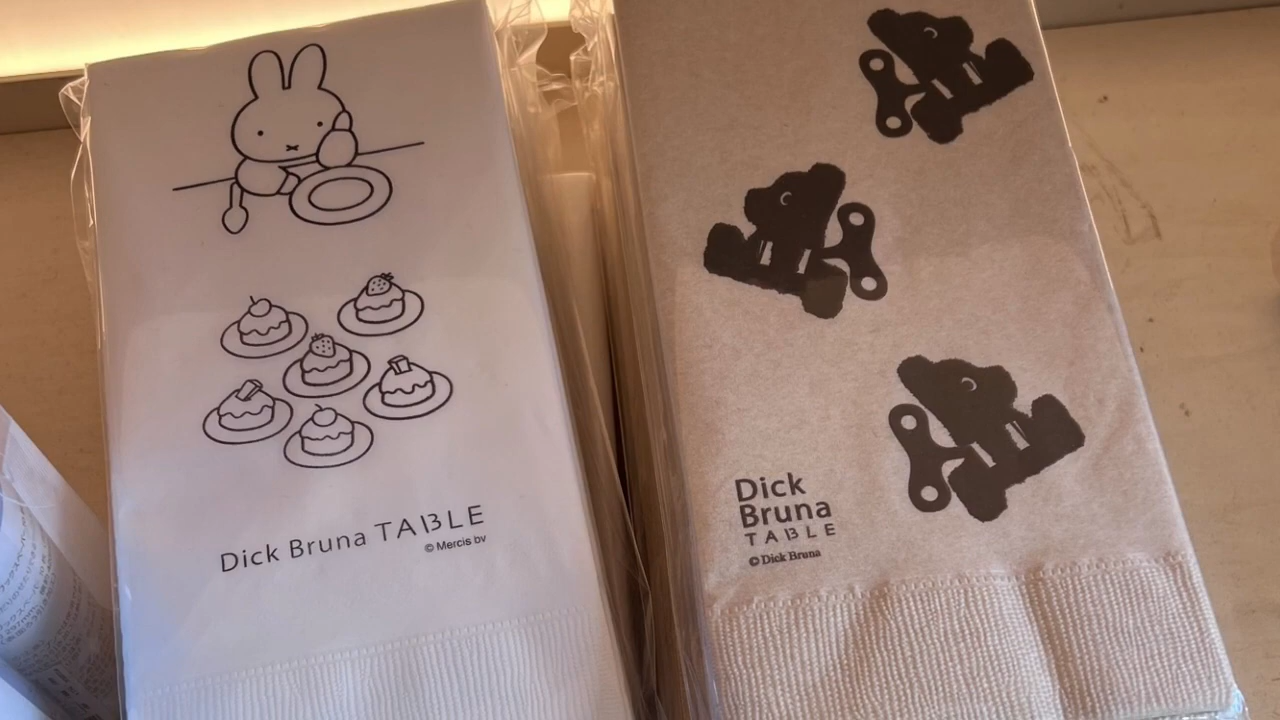 Dick Bruna TABLE
© Mercis bv
Dick
Bruna
TABLE
© Dick Bruna